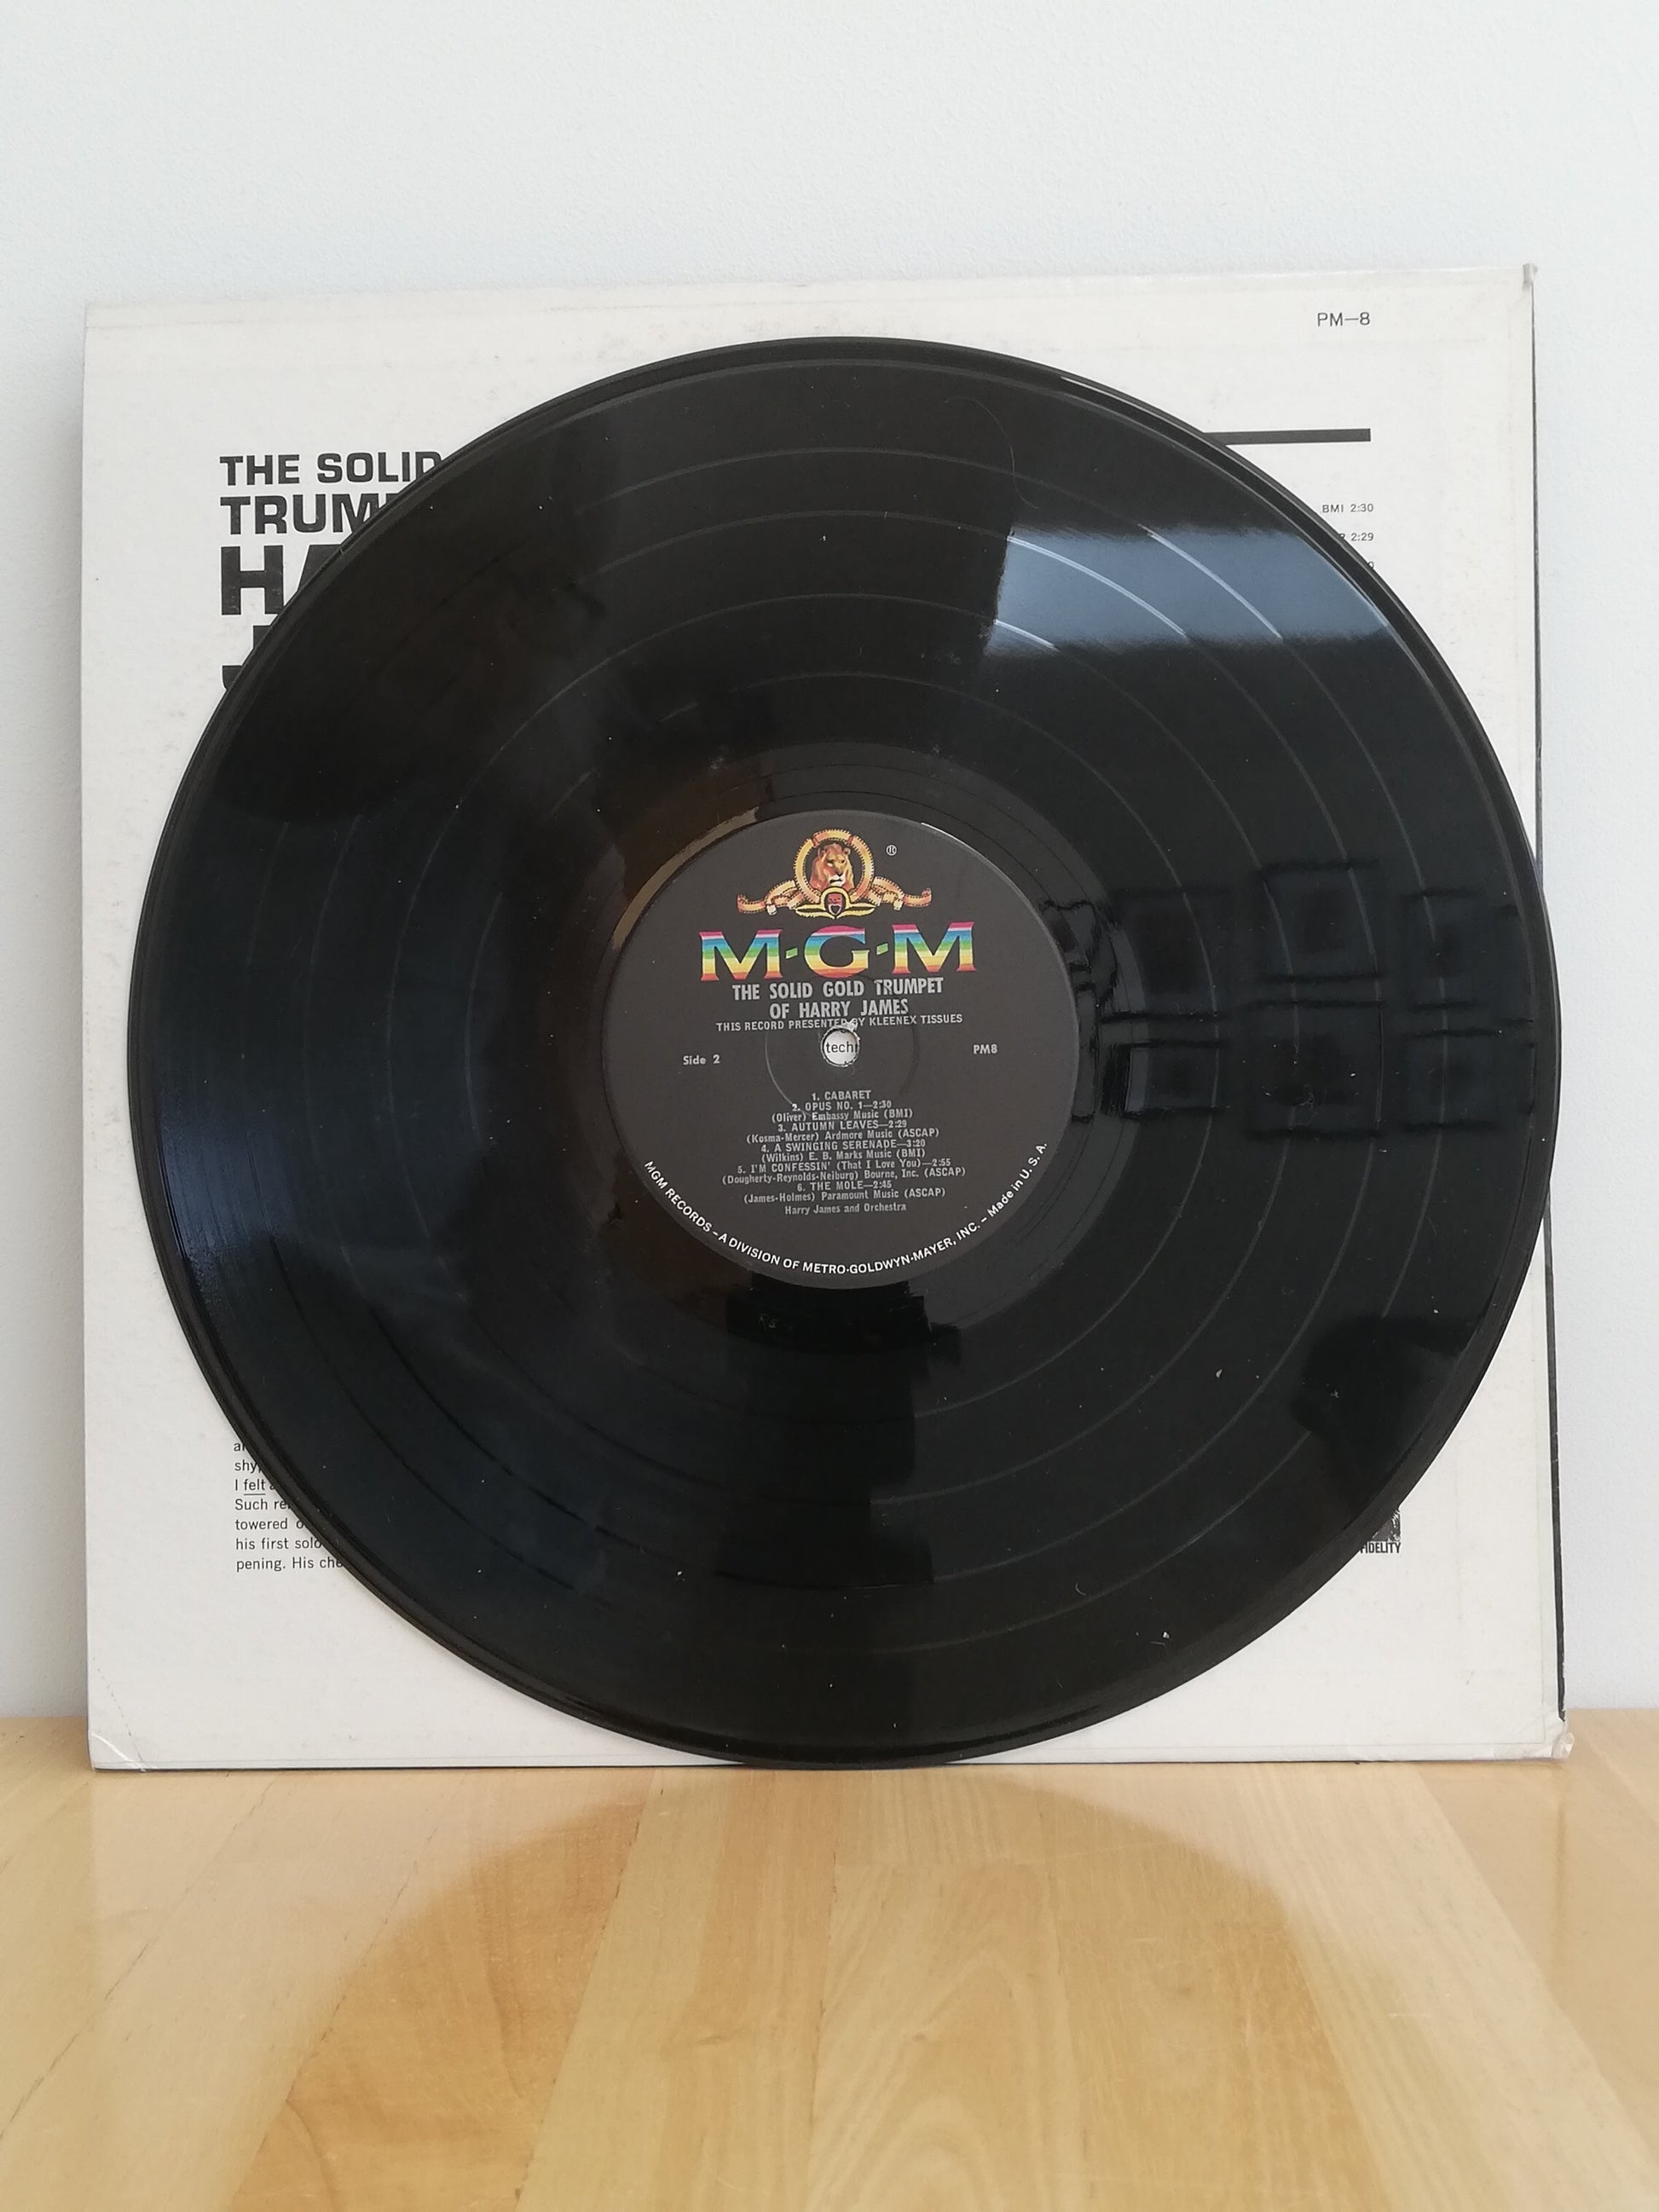 PM—8
THE SOLID
TRUM
HA
BMI 2:30
2:29
®
M·G·M
THE SOLID GOLD TRUMPET
OF HARRY JAMES
THIS RECORD PRESENTED BY KLEENEX TISSUES
tech
Side 2
PM8
1. CABARET
2. OPUS NO. 1—2:30
(Oliver) Embassy Music (BMI)
3. AUTUMN LEAVES—2:29
(Kosma-Mercer) Ardmore Music (ASCAP)
4. A SWINGING SERENADE—3:20
(Wilkins) E. B. Marks Music (BMI)
5. I'M CONFESSIN' (That I Love You)—2:55
(Dougherty-Reynolds-Neiburg) Bourne, Inc. (ASCAP)
6. THE MOLE—2:45
(James-Holmes) Paramount Music (ASCAP)
Harry James and Orchestra
MGM RECORDS – A DIVISION OF METRO-GOLDWYN-MAYER, INC. – Made in U. S. A.
shy,
I felt
Such re
towered
his first solo
pening. His che
FIDELITY